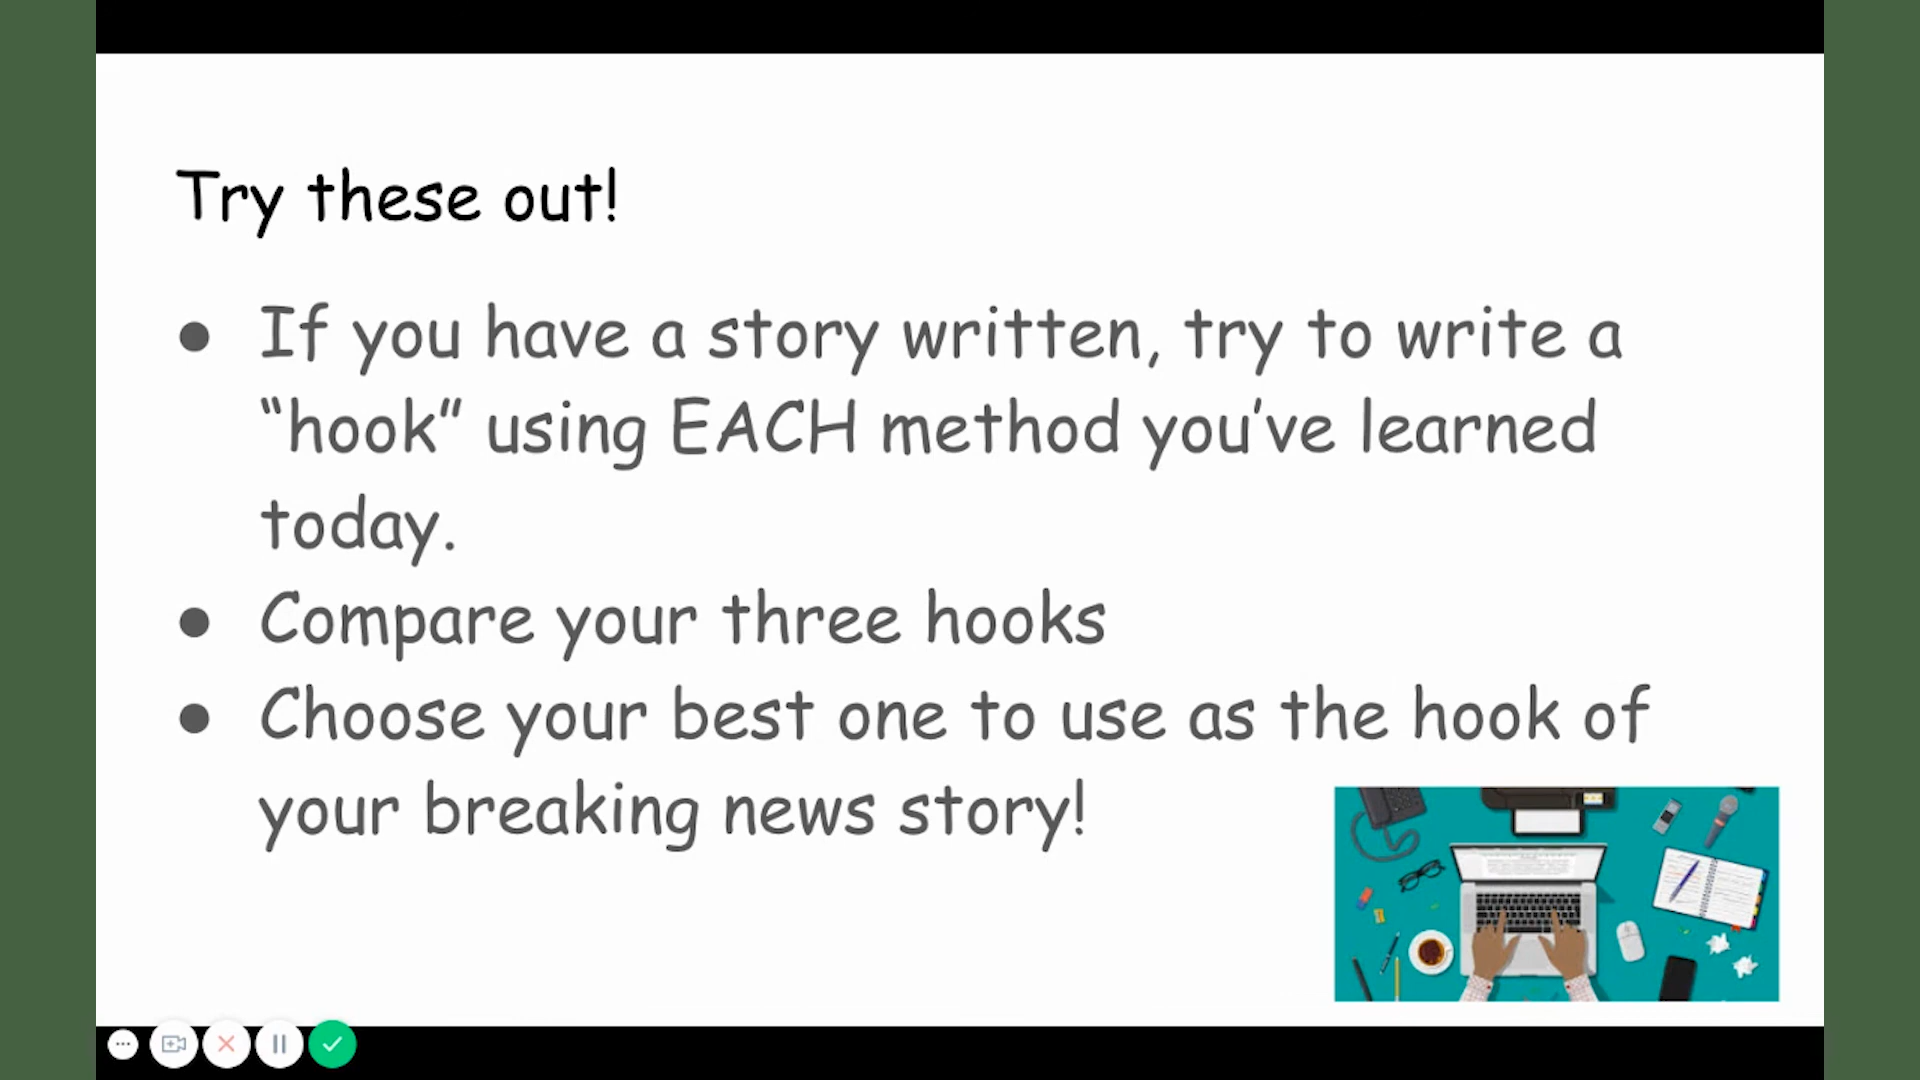 Try these out!
● If you have a story written, try to write a
“hook” using EACH method you’ve learned
today.
● Compare your three hooks
● Choose your best one to use as the hook of
your breaking news story!